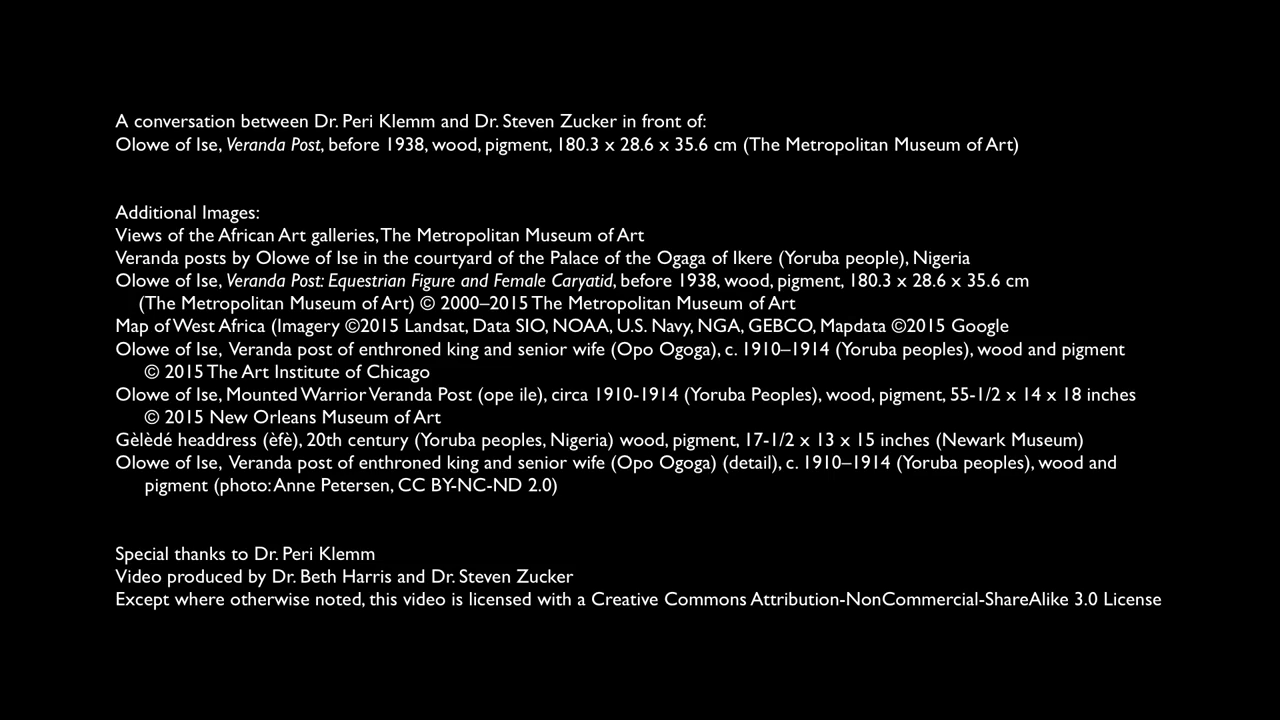 A conversation between Dr. Peri Klemm and Dr. Steven Zucker in front of:
Olowe of Ise, Veranda Post, before 1938, wood, pigment, 180.3 x 28.6 x 35.6 cm (The Metropolitan Museum of Art)
Additional Images:
Views of the African Art galleries, The Metropolitan Museum of Art
Veranda posts by Olowe of Ise in the courtyard of the Palace of the Ogaga of Ikere (Yoruba people), Nigeria
Olowe of Ise, Veranda Post: Equestrian Figure and Female Caryatid, before 1938, wood, pigment, 180.3 x 28.6 x 35.6 cm
(The Metropolitan Museum of Art) © 2000–2015 The Metropolitan Museum of Art
Map of West Africa (Imagery ©2015 Landsat, Data SIO, NOAA, U.S. Navy, NGA, GEBCO, Mapdata ©2015 Google
Olowe of Ise, Veranda post of enthroned king and senior wife (Opo Ogoga), c. 1910–1914 (Yoruba peoples), wood and pigment
© 2015 The Art Institute of Chicago
Olowe of Ise, Mounted Warrior Veranda Post (ope ile), circa 1910-1914 (Yoruba Peoples), wood, pigment, 55-1/2 x 14 x 18 inches
© 2015 New Orleans Museum of Art
Gèlèdé headdress (èfè), 20th century (Yoruba peoples, Nigeria) wood, pigment, 17-1/2 x 13 x 15 inches (Newark Museum)
Olowe of Ise, Veranda post of enthroned king and senior wife (Opo Ogoga) (detail), c. 1910–1914 (Yoruba peoples), wood and
pigment (photo: Anne Petersen, CC BY-NC-ND 2.0)
Special thanks to Dr. Peri Klemm
Video produced by Dr. Beth Harris and Dr. Steven Zucker
Except where otherwise noted, this video is licensed with a Creative Commons Attribution-NonCommercial-ShareAlike 3.0 License